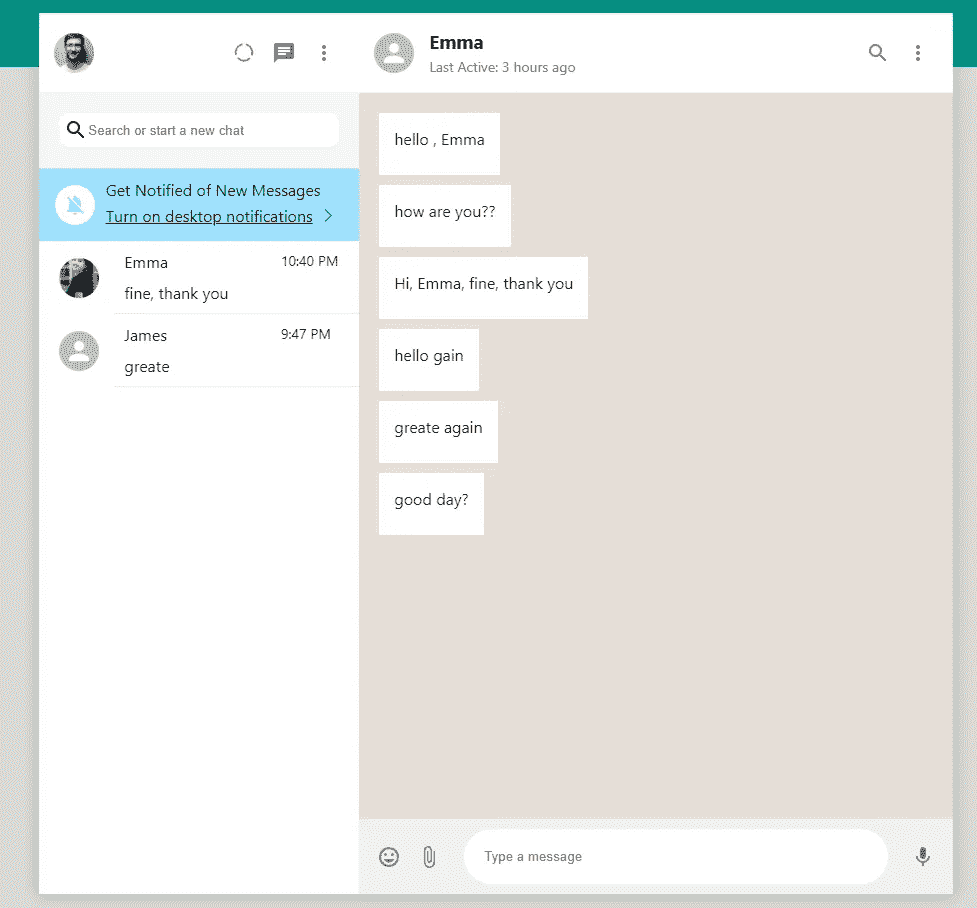 Emma
Last Active: 3 hours ago
Search or start a new chat
Get Notified of New Messages
Turn on desktop notifications
Emma 10:40 PM
fine, thank you
James 9:47 PM
greate
hello , Emma
how are you??
Hi, Emma, fine, thank you
hello gain
greate again
good day?
Type a message